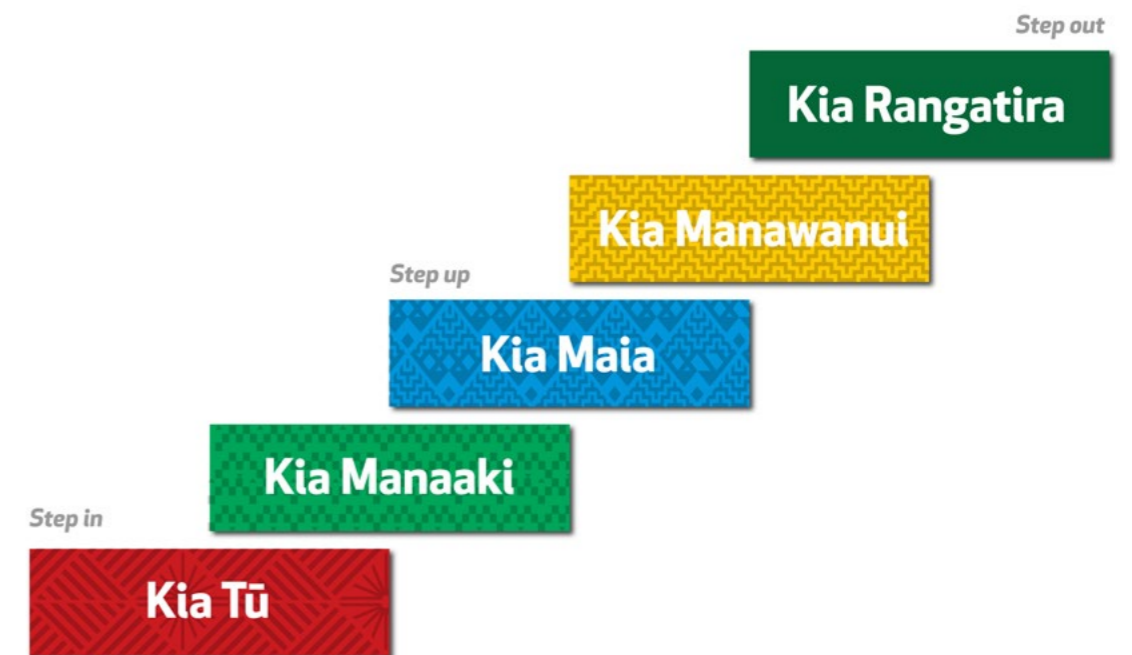 Step out
Kia Rangatira
Kia Manawanui
Step up
Kia Maia
Kia Manaaki
Step in
Kia Tū